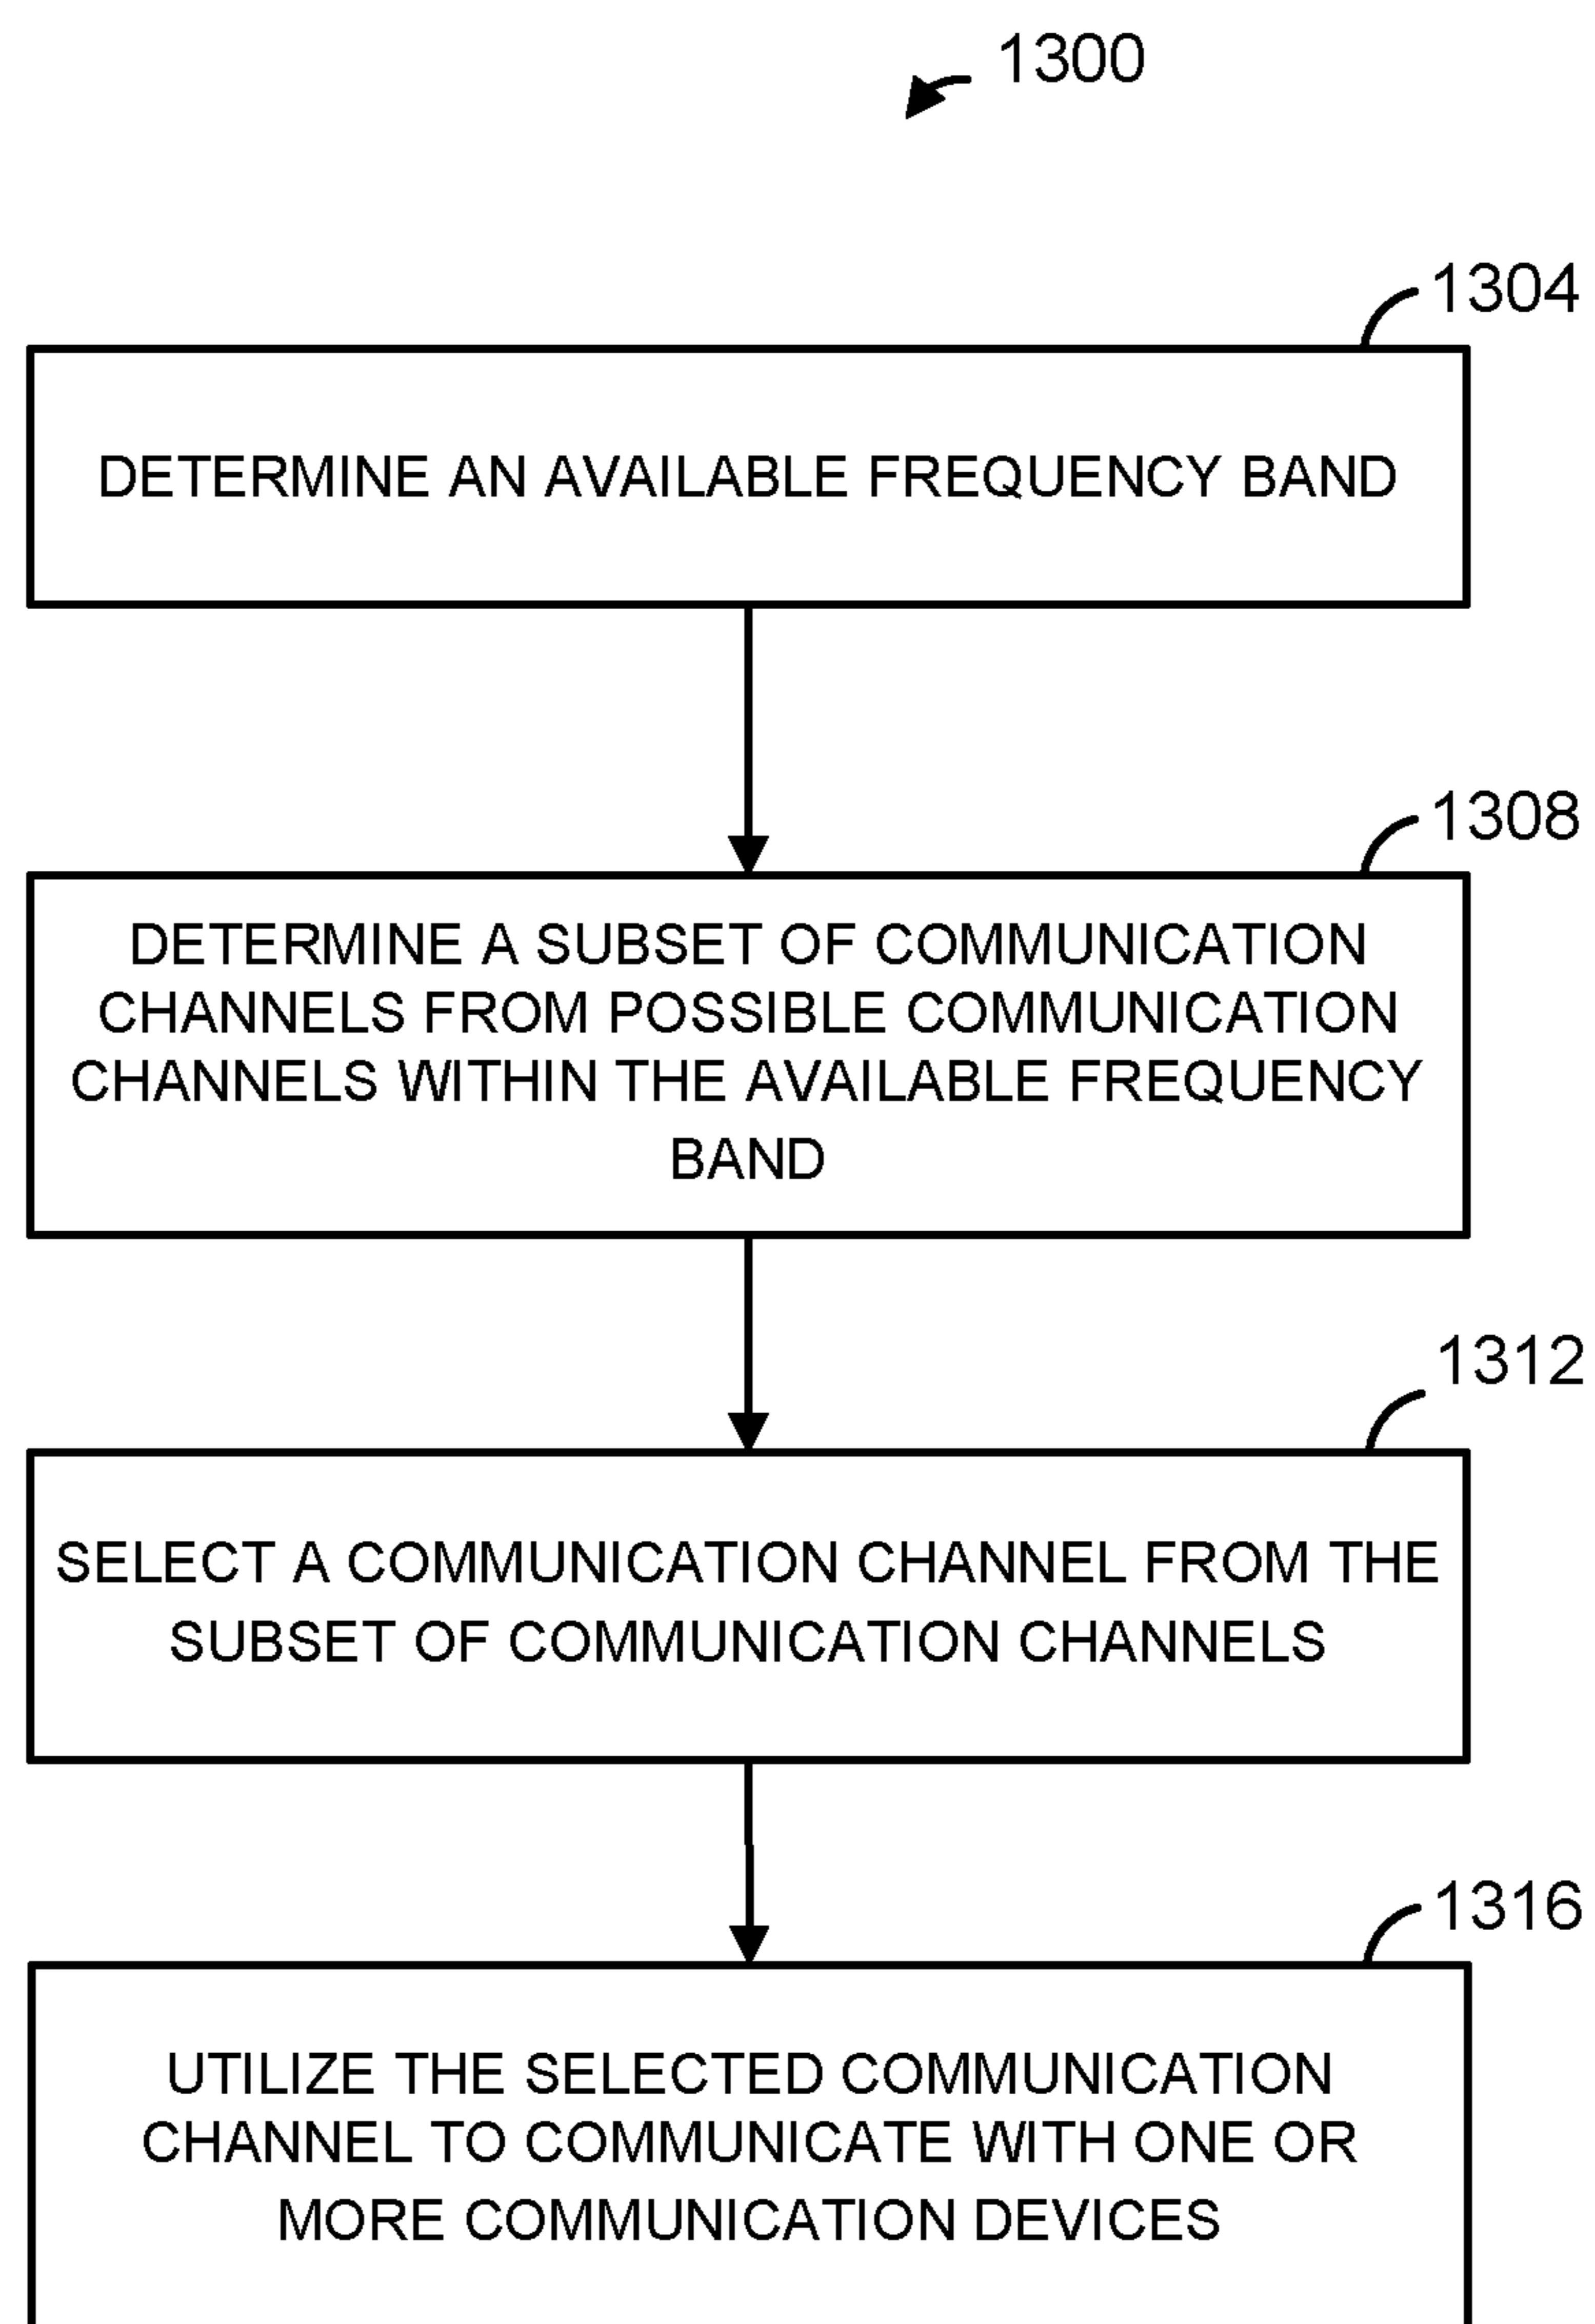 1300
1304
DETERMINE AN AVAILABLE FREQUENCY BAND
1308
DETERMINE A SUBSET OF COMMUNICATION
CHANNELS FROM POSSIBLE COMMUNICATION
CHANNELS WITHIN THE AVAILABLE FREQUENCY
BAND
1312
SELECT A COMMUNICATION CHANNEL FROM THE
SUBSET OF COMMUNICATION CHANNELS
1316
UTILIZE THE SELECTED COMMUNICATION
CHANNEL TO COMMUNICATE WITH ONE OR
MORE COMMUNICATION DEVICES